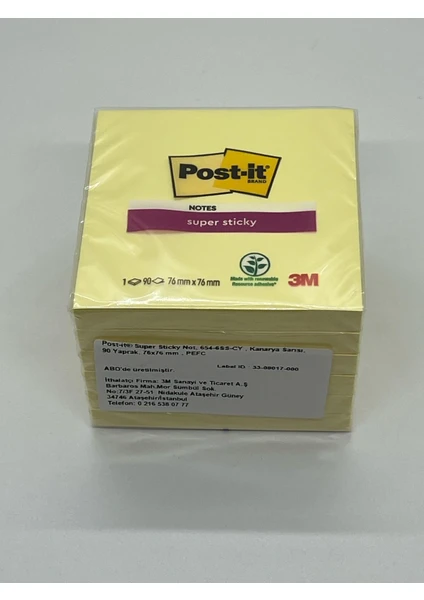 Post-it
BRAND
NOTES
super sticky
1 90 76 mm x 76 mm
Made with renewable
Resource adhesive*
3M
Post-it® Super Sticky Not, 654-6SS-CY , Kanarya Sarısı,
90 Yaprak, 76x76 mm , PEFC
ABD'de üretilmiştir. Label ID : 33-88017-000
İthalatçı Firma: 3M Sanayi ve Ticaret A.Ş
Barbaros Mah.Mor Sümbül Sok.
No:7/3F 27-51, Nidakule Ataşehir Güney
34746 Ataşehir/İstanbul
Telefon: 0 216 538 07 77